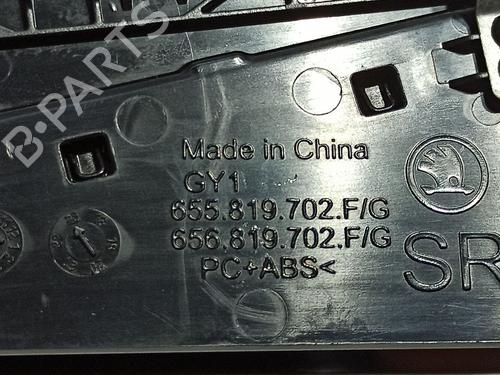 B-PARTS
Made in China
GY1
655.819.702.F/G
656.819.702.F/G
PC+ABS<
SR